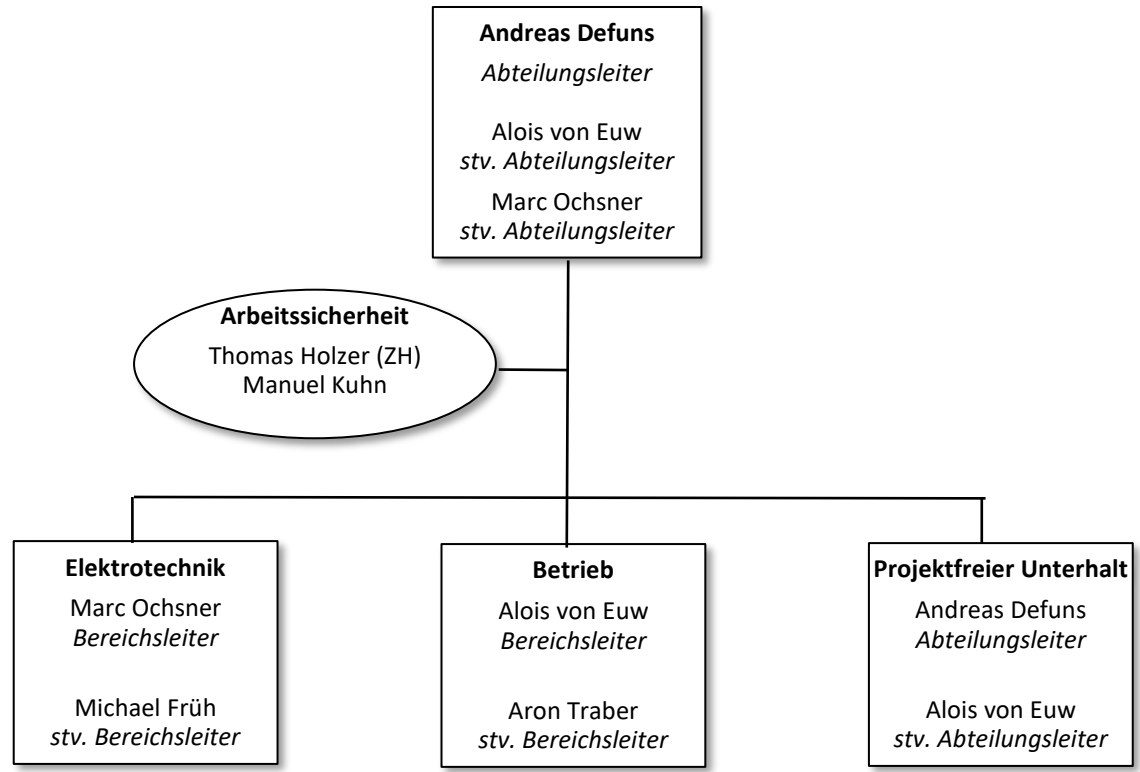 Andreas Defuns
Abteilungsleiter
Alois von Euw
stv. Abteilungsleiter
Marc Ochsner
stv. Abteilungsleiter
Arbeitssicherheit
Thomas Holzer (ZH)
Manuel Kuhn
Elektrotechnik
Marc Ochsner
Bereichsleiter
Michael Früh
stv. Bereichsleiter
Betrieb
Alois von Euw
Bereichsleiter
Aron Traber
stv. Bereichsleiter
Projektfreier Unterhalt
Andreas Defuns
Abteilungsleiter
Alois von Euw
stv. Abteilungsleiter